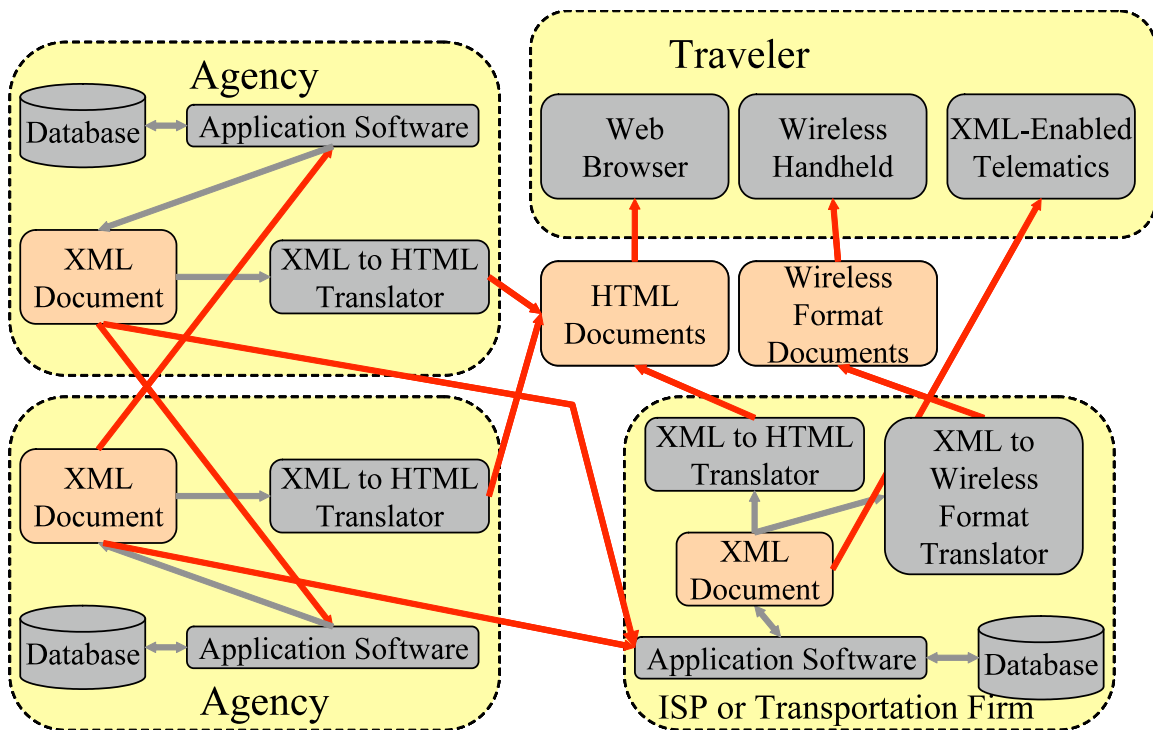 Agency
Database
Application Software
XML
Document
XML to HTML
Translator
Traveler
Web
Browser
Wireless
Handheld
XML-Enabled
Telematics
HTML
Documents
Wireless
Format
Documents
XML
Document
XML to HTML
Translator
Database
Application Software
Agency
XML to HTML
Translator
XML to
Wireless
Format
Translator
XML
Document
Application Software
Database
ISP or Transportation Firm